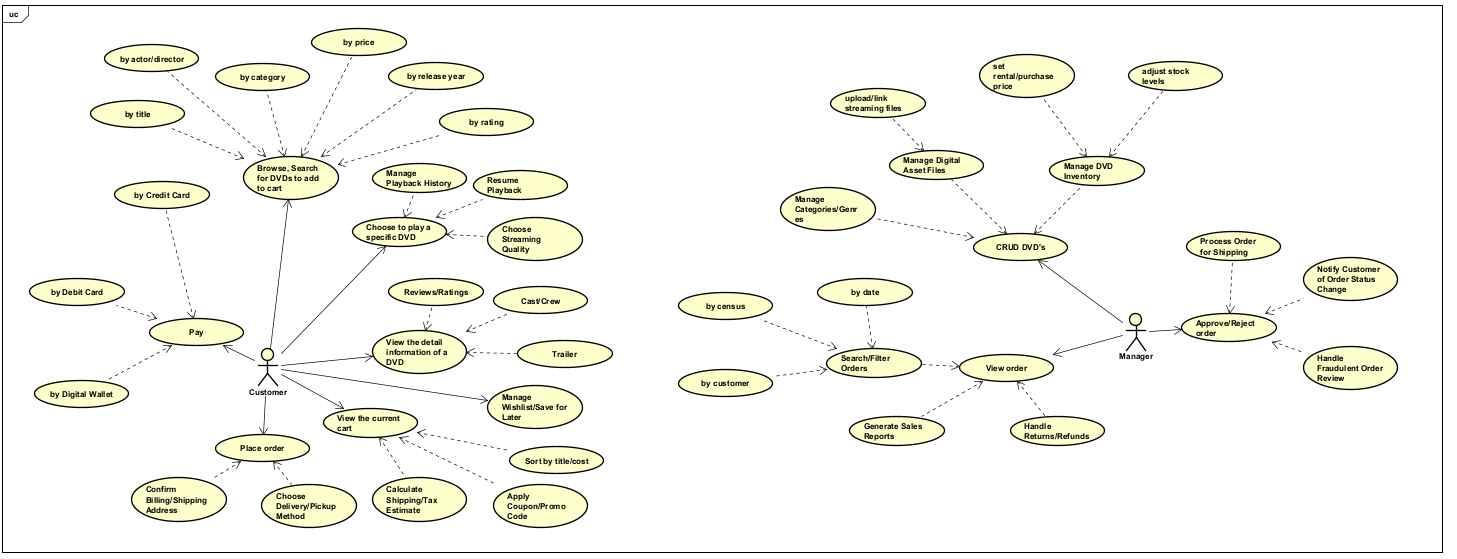 uc
by price
by actor/director
by category
by release year
by title
by rating
Browse, Search
for DVDs to add
to cart
Manage
Playback History
Resume
Playback
by Credit Card
Choose to play a
specific DVD
Choose
Streaming
Quality
by Debit Card
Reviews/Ratings
Cast/Crew
Pay
View the detail
information of a
DVD
Trailer
by Digital Wallet
Customer
Manage
Wishlist/Save for
Later
View the current
cart
Place order
Sort by title/cost
Confirm
Billing/Shipping
Address
Choose
Delivery/Pickup
Method
Calculate
Shipping/Tax
Estimate
Apply
Coupon/Promo
Code
set
rental/purchase
price
adjust stock
levels
upload/link
streaming files
Manage Digital
Asset Files
Manage DVD
Inventory
Manage
Categories/Genr
es
CRUD DVD's
Process Order
for Shipping
Notify Customer
of Order Status
Change
by census
by date
Manager
Approve/Reject
order
Search/Filter
Orders
View order
Handle
Fraudulent Order
Review
by customer
Generate Sales
Reports
Handle
Returns/Refunds